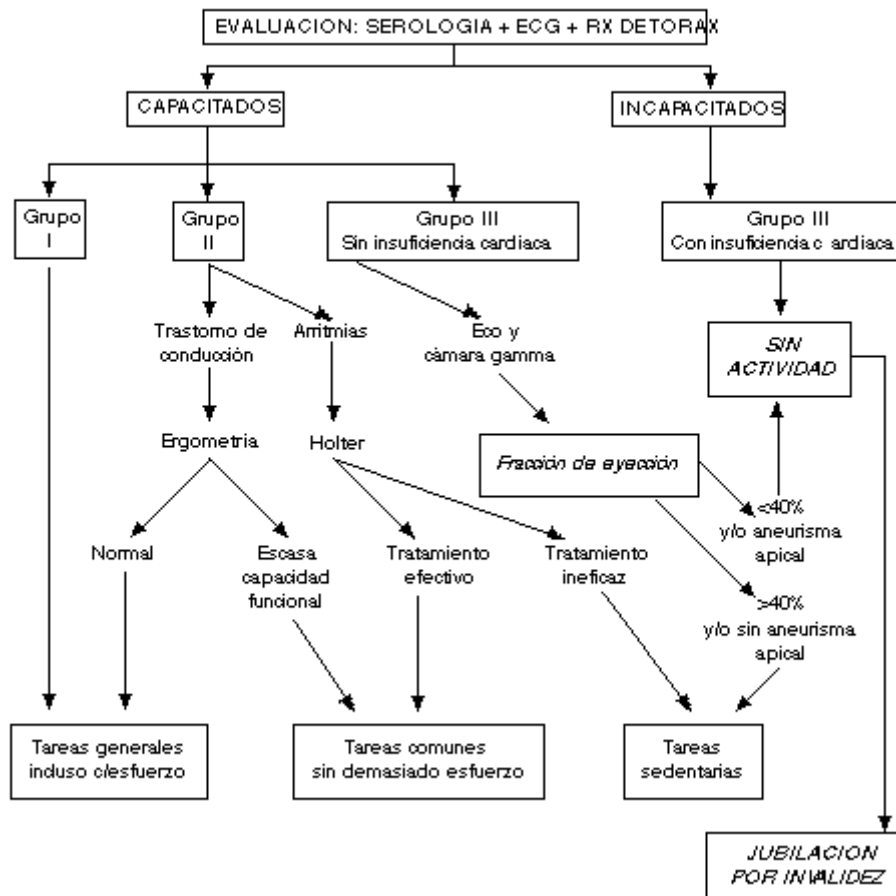 EVALUACION: SEROLOGIA + ECG + RX DETORAX
CAPACITADOS
INCAPACITADOS
Grupo
I
Grupo
II
Grupo III
Sin insuficiencia cardiaca
Grupo III
Con insuficiencia c ardiaca
Trastorno de
conducción
Arritmias
Eco y
cámara gamma
SIN
ACTIVIDAD
Ergometria
Holter
Fracción de eyección
<40%
y/o aneurisma
apical
Normal
Escasa
capacidad
funcional
Tratamiento
efectivo
Tratamiento
ineficaz
>40%
y/o sin aneurisma
apical
Tareas generales
incluso c/esfuerzo
Tareas comunes
sin demasiado esfuerzo
Tareas
sedentarias
JUBILACION
POR INVALIDEZ